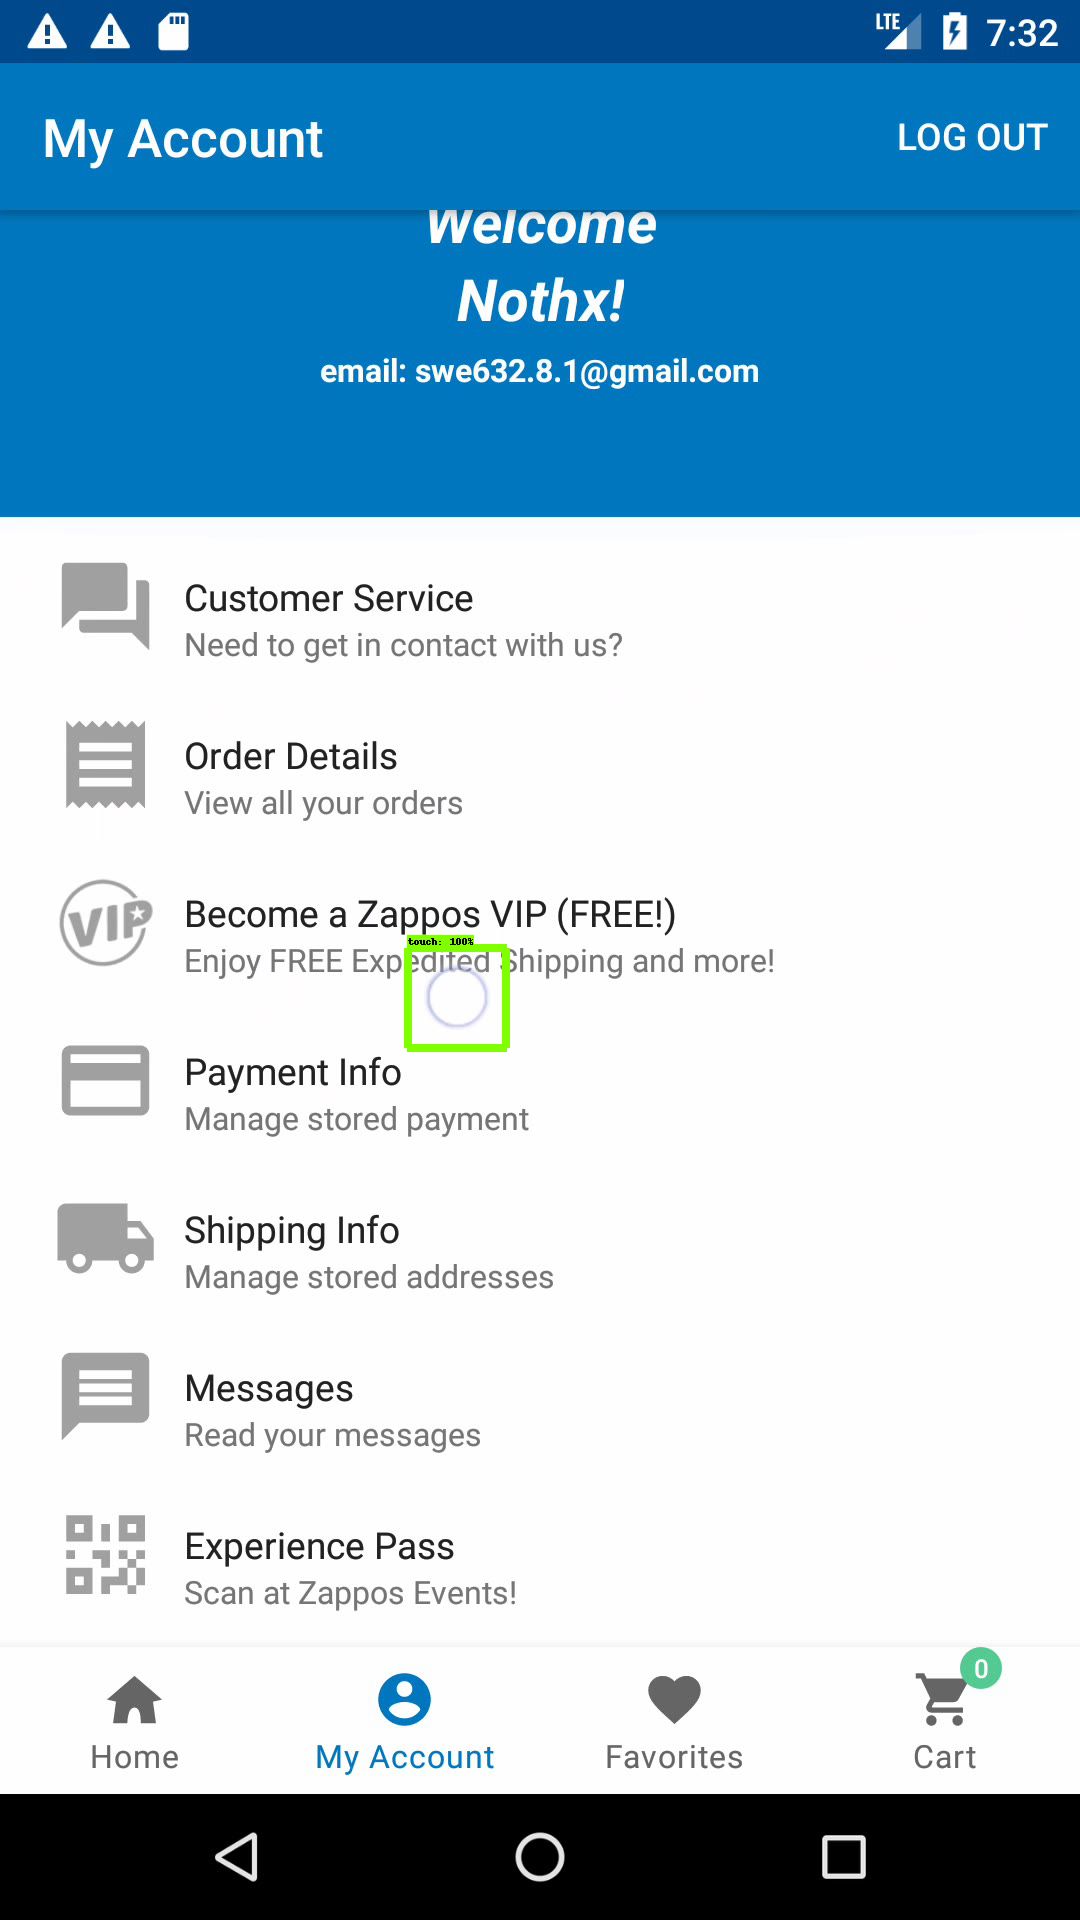 LTE 7:32
My Account LOG OUT
Welcome
Nothx!
email: swe632.8.1@gmail.com
Customer Service
Need to get in contact with us?
Order Details
View all your orders
VIP
Become a Zappos VIP (FREE!)
touch: 100%
Enjoy FREE Expedited Shipping and more!
Payment Info
Manage stored payment
Shipping Info
Manage stored addresses
Messages
Read your messages
Experience Pass
Scan at Zappos Events!
0
Home My Account Favorites Cart